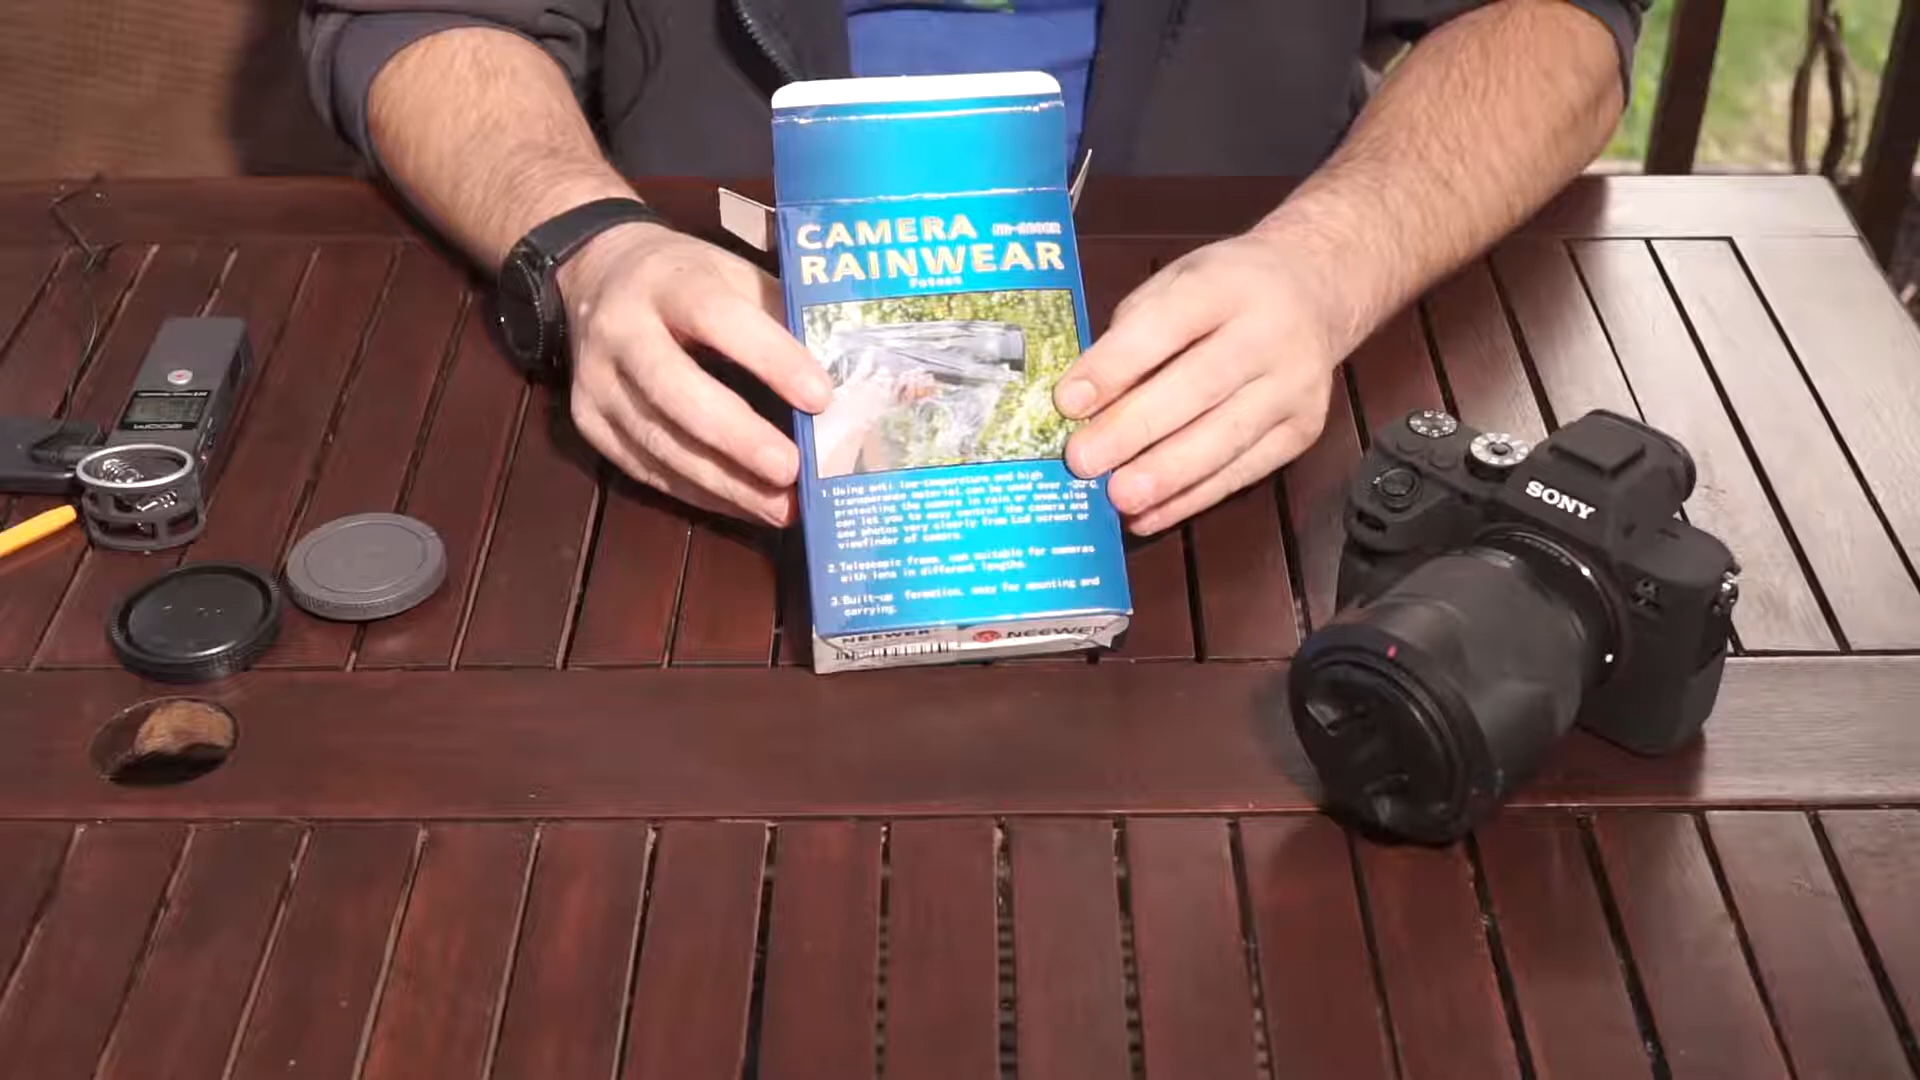 CAMERA
RAINWEAR
Patent
1.Using anti low-temperature and high
transparence material,can be used over -20°C
protecting the camera in rain or snow,also
can let you to easy control the camera and
see photos very clearly from Lcd screen or
viewfinder of camera.
2.Telescopic frame, can suitable for cameras
with lens in different lengths.
3.Built-up formation, easy for mounting and
carrying.
NEEWER
NEEWER
SONY
zoom